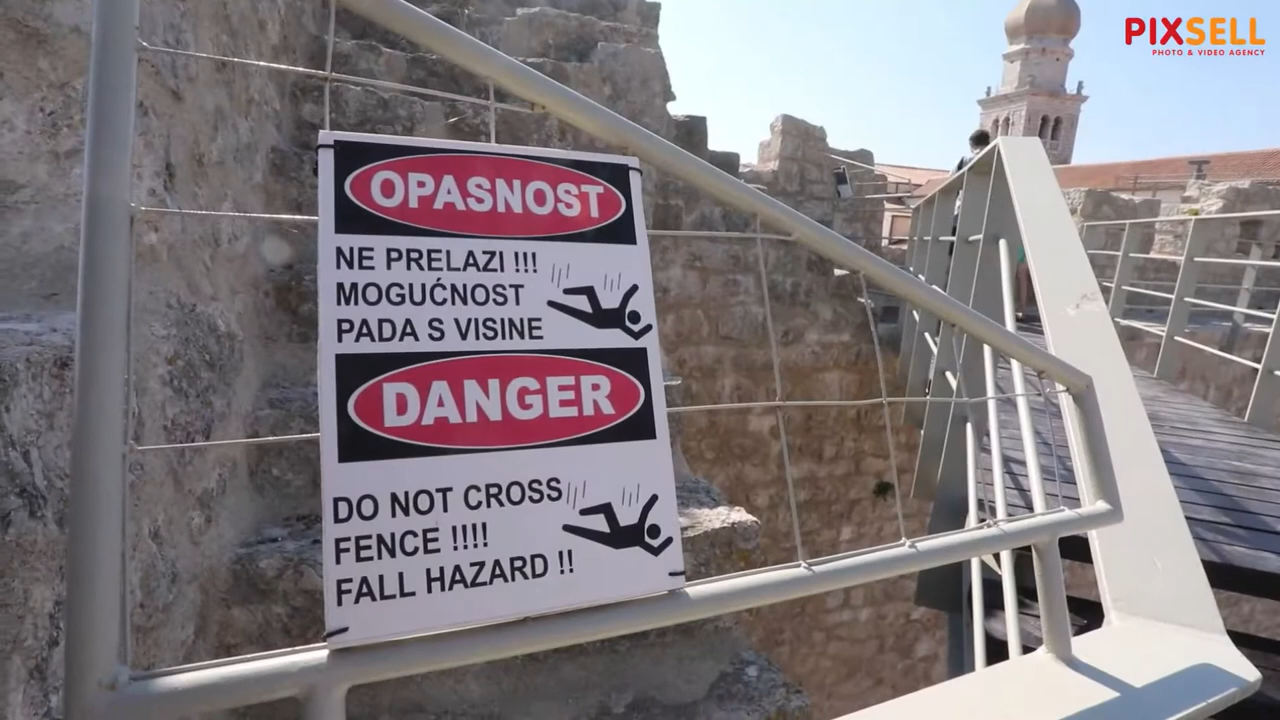 PIXSELL
PHOTO & VIDEO AGENCY
OPASNOST
NE PRELAZI !!!
MOGUĆNOST
PADA S VISINE
DANGER
DO NOT CROSS
FENCE !!!!
FALL HAZARD !!